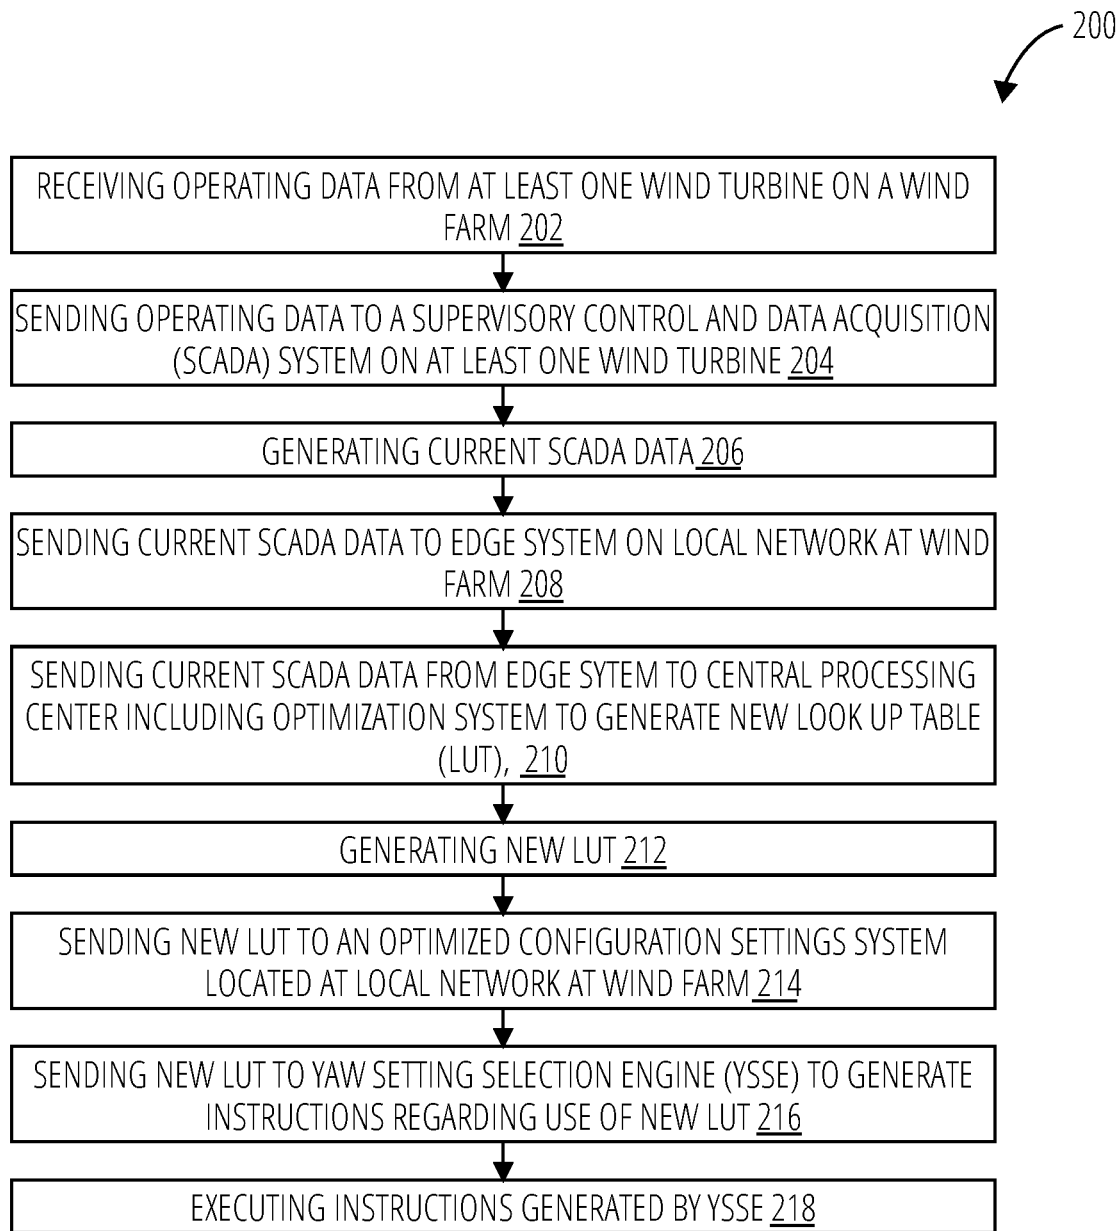 200
RECEIVING OPERATING DATA FROM AT LEAST ONE WIND TURBINE ON A WIND
FARM 202
SENDING OPERATING DATA TO A SUPERVISORY CONTROL AND DATA ACQUISITION
(SCADA) SYSTEM ON AT LEAST ONE WIND TURBINE 204
GENERATING CURRENT SCADA DATA 206
SENDING CURRENT SCADA DATA TO EDGE SYSTEM ON LOCAL NETWORK AT WIND
FARM 208
SENDING CURRENT SCADA DATA FROM EDGE SYTEM TO CENTRAL PROCESSING
CENTER INCLUDING OPTIMIZATION SYSTEM TO GENERATE NEW LOOK UP TABLE
(LUT), 210
GENERATING NEW LUT 212
SENDING NEW LUT TO AN OPTIMIZED CONFIGURATION SETTINGS SYSTEM
LOCATED AT LOCAL NETWORK AT WIND FARM 214
SENDING NEW LUT TO YAW SETTING SELECTION ENGINE (YSSE) TO GENERATE
INSTRUCTIONS REGARDING USE OF NEW LUT 216
EXECUTING INSTRUCTIONS GENERATED BY YSSE 218